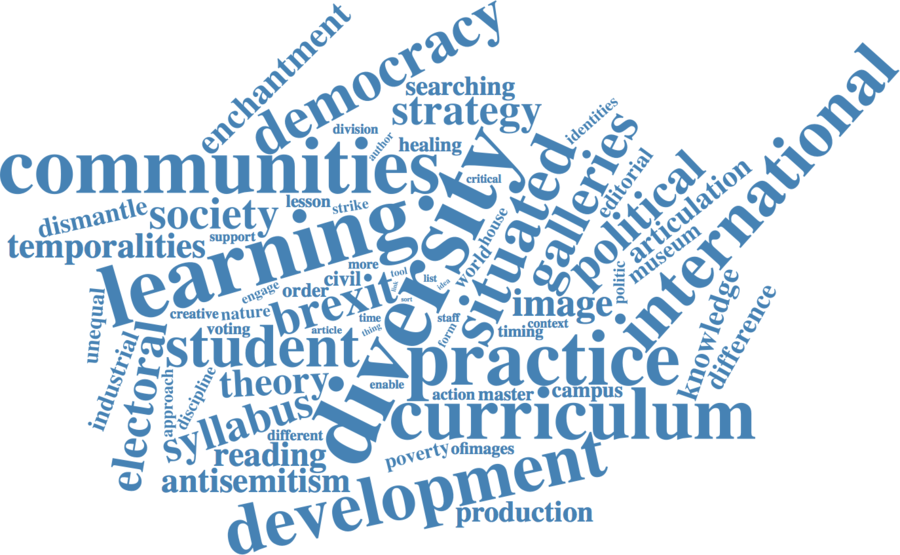 enchantment
democracy
searching
strategy
division
author
healing
identities
communities
critical
diversity
situated
galleries
editorial
political
articulation
museum
international
dismantle
society
lesson
strike
temporalities
support
learning
world
house
more
civil
tool
list
idea
engage
order
brexit
sort
politic
image
knowledge
difference
unequal
creative
nature
voting
article
time
thing
staff
form
timing
context
industrial
electoral
student
practice
approach
discipline
theory
enable
action
master
campus
syllabus
curriculum
different
reading
poverty
ofimages
antisemitism
development
production